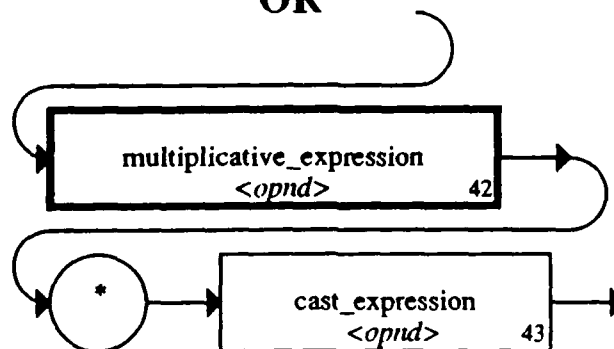 OR
multiplicative_expression
<opnd> 42
*
cast_expression
<opnd> 43